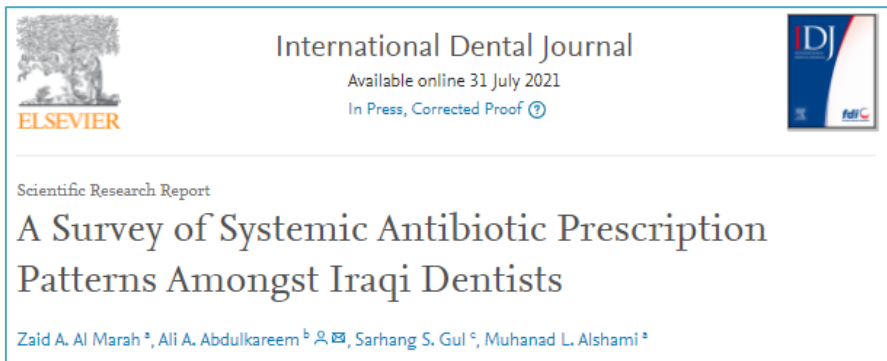 International Dental Journal
Available online 31 July 2021
In Press, Corrected Proof
ELSEVIER
IDJ
fdi
Scientific Research Report
A Survey of Systemic Antibiotic Prescription
Patterns Amongst Iraqi Dentists
Zaid A. Al Marah ᵃ, Ali A. Abdulkareem ᵇ, Sarhang S. Gul ᶜ, Muhanad L. Alshami ᵃ